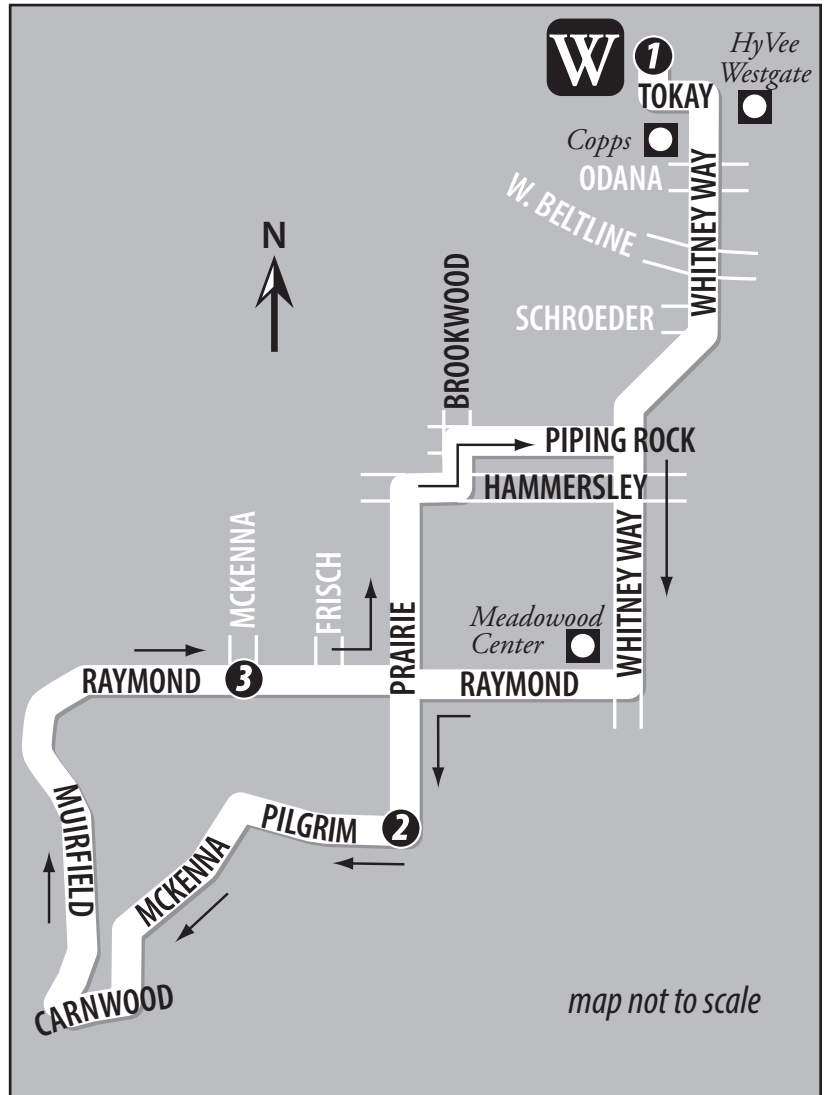 W
1
HyVee
Westgate
TOKAY
Copps
ODANA
WHITNEY WAY
W. BELTLINE
N
SCHROEDER
BROOKWOOD
PIPING ROCK
HAMMERSLEY
MCKENNA
FRISCH
WHITNEY WAY
Meadowood
Center
PRAIRIE
RAYMOND
3
RAYMOND
MUIRFIELD
PILGRIM
2
MCKENNA
CARNWOOD
map not to scale